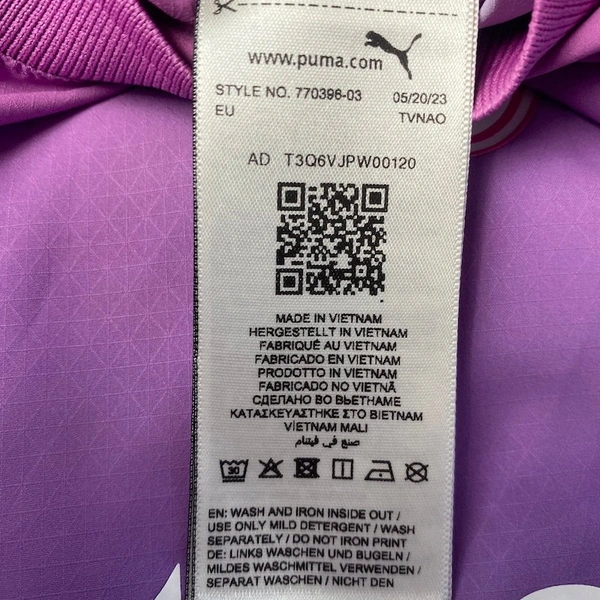 www.puma.com
STYLE NO. 770396-03 05/20/23
EU TVNAO
AD T3Q6VJPW00120
MADE IN VIETNAM
HERGESTELLT IN VIETNAM
FABRIQUÉ AU VIETNAM
FABRICADO EN VIETNAM
PRODOTTO IN VIETNAM
FABRICADO NO VIETNÃ
СДЕЛАНО ВО ВЬЕТНАМЕ
ΚΑΤΑΣΚΕΥΑΣΤΗΚΕ ΣΤΟ ΒΙΕΤΝΑΜ
VİETNAM MALI
صنع في فيتنام
30
EN: WASH AND IRON INSIDE OUT /
USE ONLY MILD DETERGENT / WASH
SEPARATELY / DO NOT IRON PRINT
DE: LINKS WASCHEN UND BUGELN /
MILDES WASCHMITTEL VERWENDEN /
SEPARAT WASCHEN / NICHT DEN